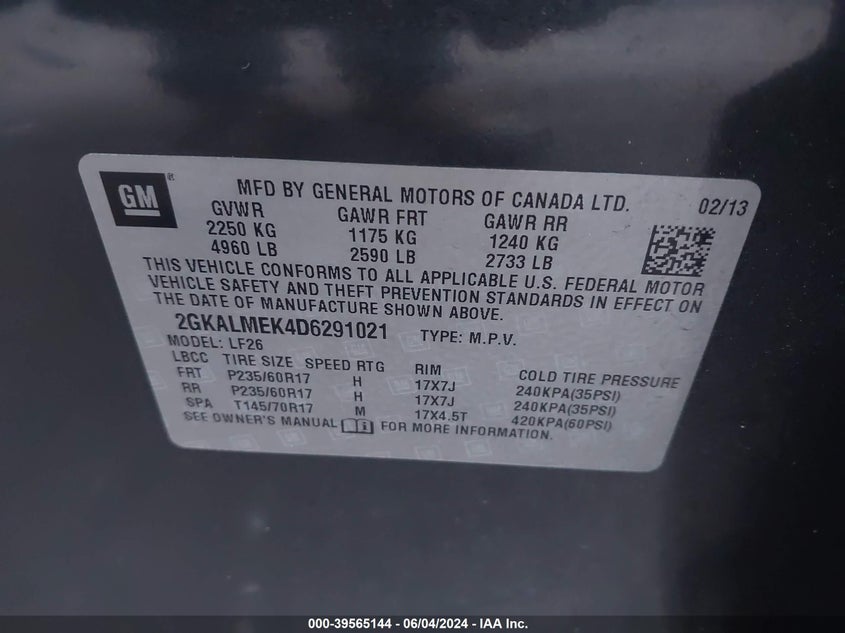 GM ®
MFD BY GENERAL MOTORS OF CANADA LTD. 02/13
GVWR GAWR FRT GAWR RR
2250 KG 1175 KG 1240 KG
4960 LB 2590 LB 2733 LB
THIS VEHICLE CONFORMS TO ALL APPLICABLE U.S. FEDERAL MOTOR
VEHICLE SAFETY AND THEFT PREVENTION STANDARDS IN EFFECT ON
THE DATE OF MANUFACTURE SHOWN ABOVE.
2GKALMEK4D6291021 TYPE: M.P.V.
MODEL: LF26
LBCC TIRE SIZE SPEED RTG RIM COLD TIRE PRESSURE
FRT P235/60R17 H 17X7J 240KPA(35PSI)
RR P235/60R17 H 17X7J 240KPA(35PSI)
SPA T145/70R17 M 17X4.5T 420KPA(60PSI)
SEE OWNER'S MANUAL i FOR MORE INFORMATION.
000-39565144 - 06/04/2024 - IAA Inc.